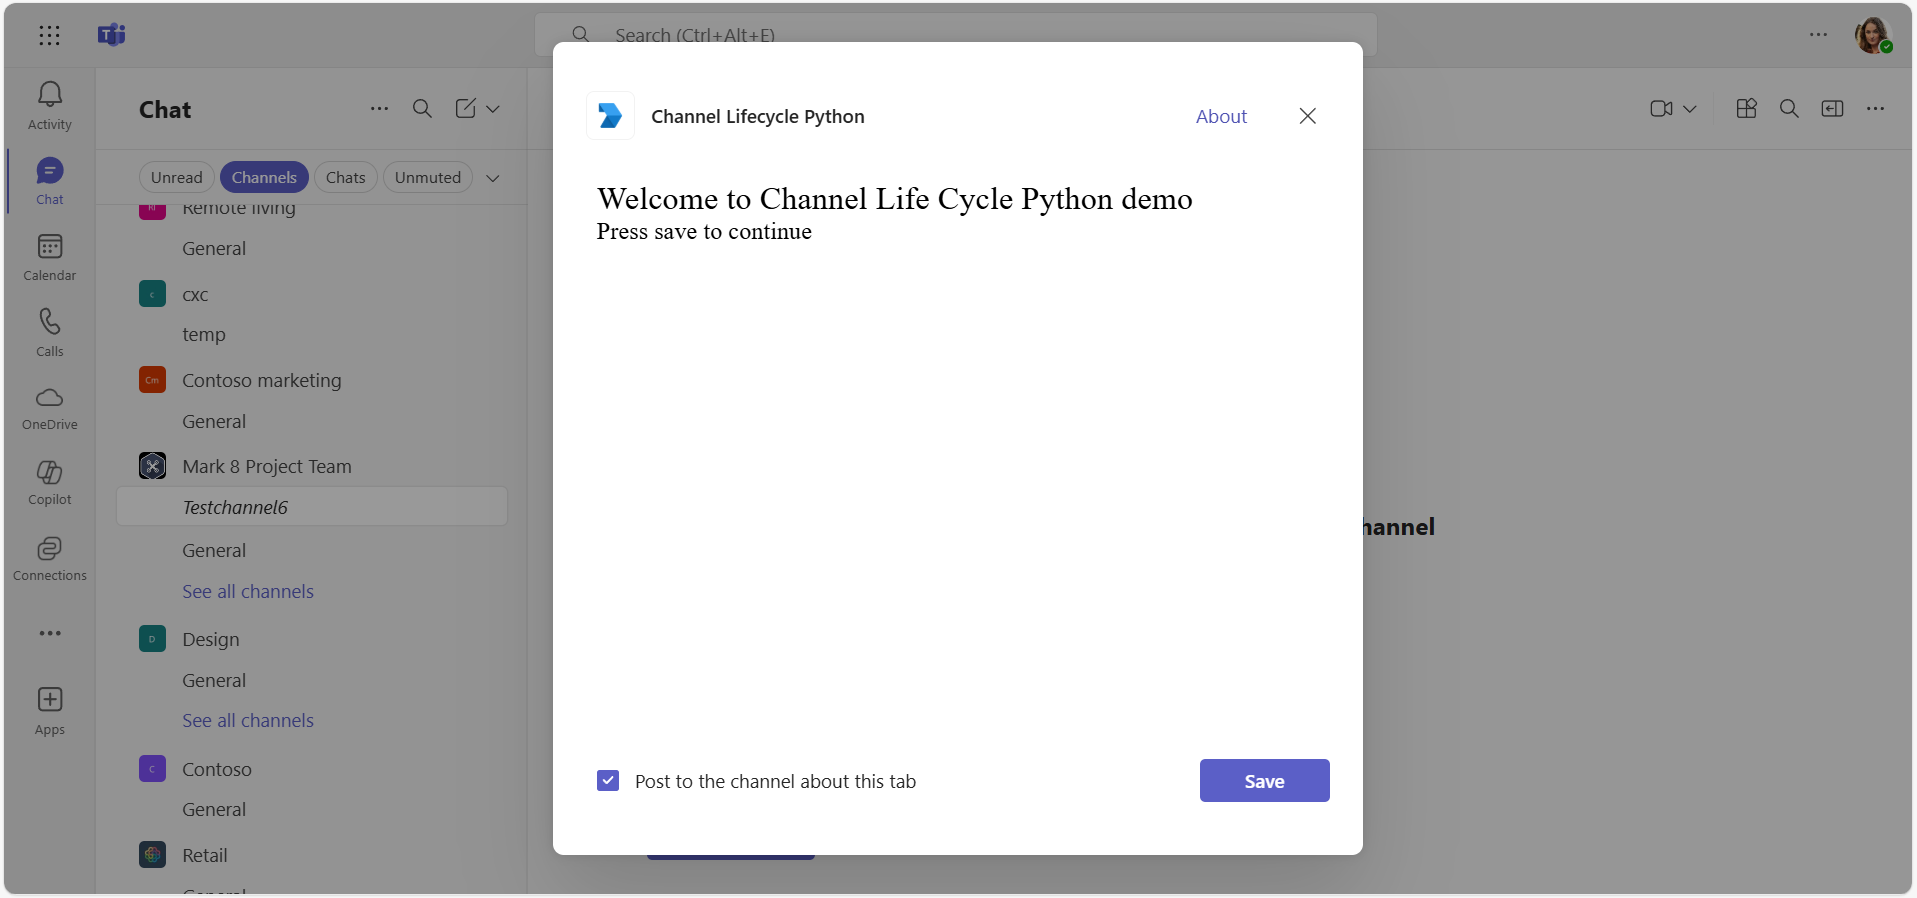 Search (Ctrl+Alt+E)
Activity
Chat
Calendar
Calls
OneDrive
Copilot
Connections
Apps
Chat
Unread
Channels
Chats
Unmuted
Remote living
General
c
cxc
temp
Cm
Contoso marketing
General
Mark 8 Project Team
Testchannel6
General
See all channels
D
Design
General
See all channels
C
Contoso
General
Retail
General
Channel Lifecycle Python
About
Welcome to Channel Life Cycle Python demo
Press save to continue
Post to the channel about this tab
Save
hannel